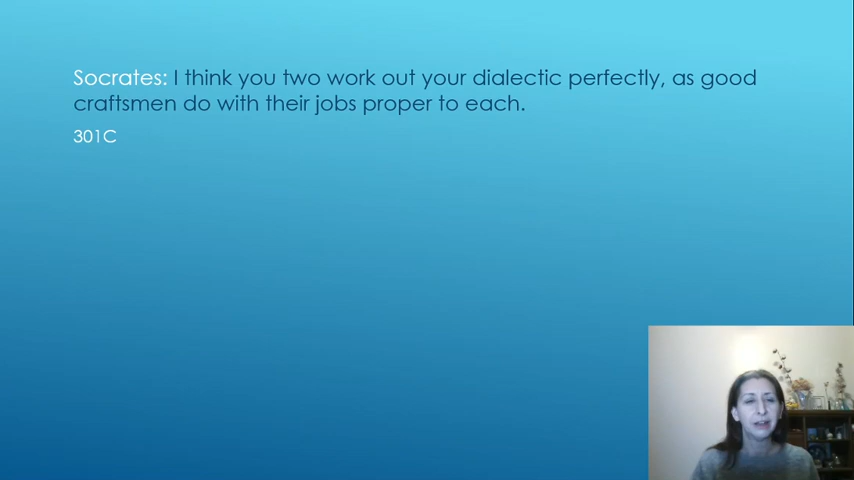 Socrates: I think you two work out your dialectic perfectly, as good
craftsmen do with their jobs proper to each.
301C